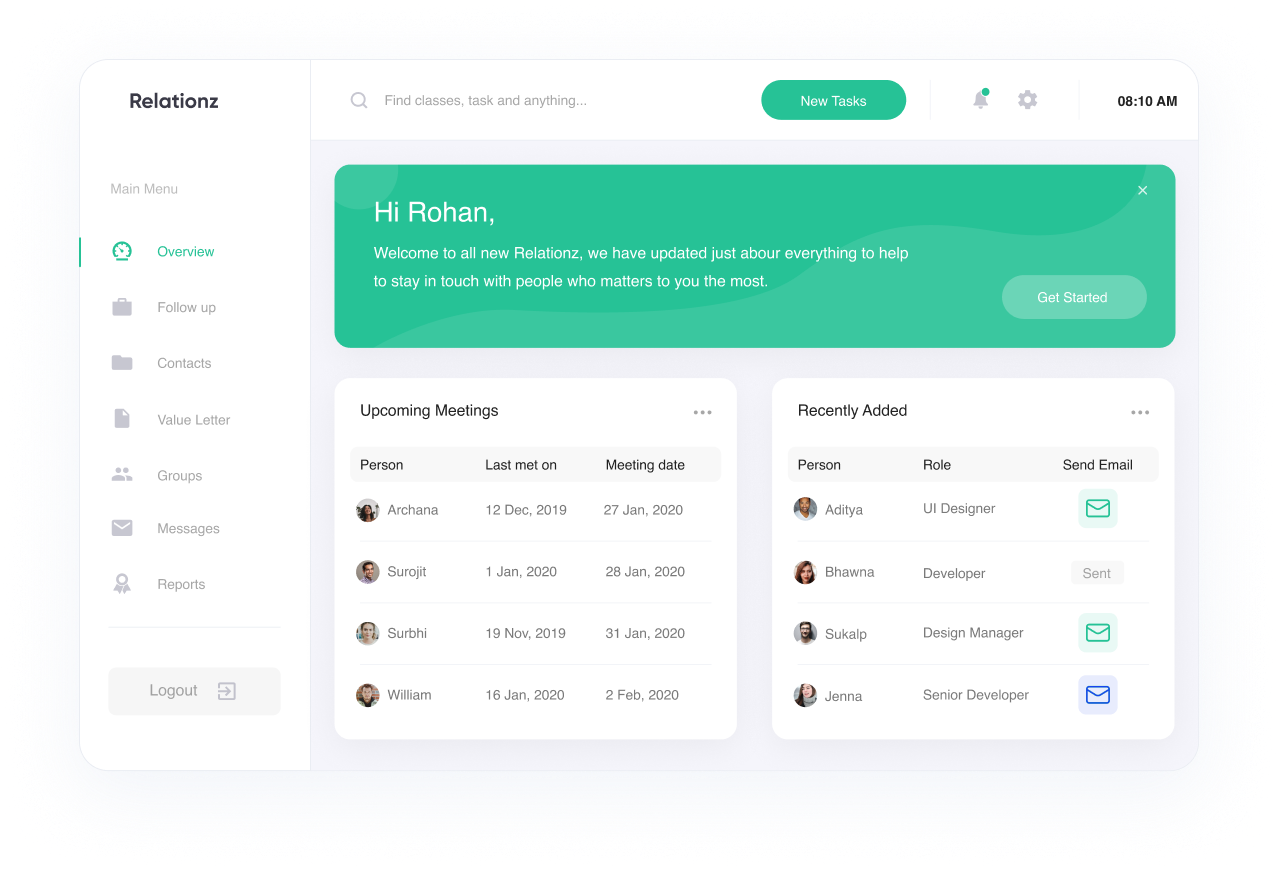 Relationz
Find classes, task and anything...
New Tasks
08:10 AM
Main Menu
Overview
Follow up
Contacts
Value Letter
Groups
Messages
Reports
Logout
Hi Rohan,
Welcome to all new Relationz, we have updated just abour everything to help
to stay in touch with people who matters to you the most.
Get Started
Upcoming Meetings
Person Last met on Meeting date
Archana 12 Dec, 2019 27 Jan, 2020
Surojit 1 Jan, 2020 28 Jan, 2020
Surbhi 19 Nov, 2019 31 Jan, 2020
William 16 Jan, 2020 2 Feb, 2020
Recently Added
Person Role Send Email
Aditya UI Designer
Bhawna Developer Sent
Sukalp Design Manager
Jenna Senior Developer